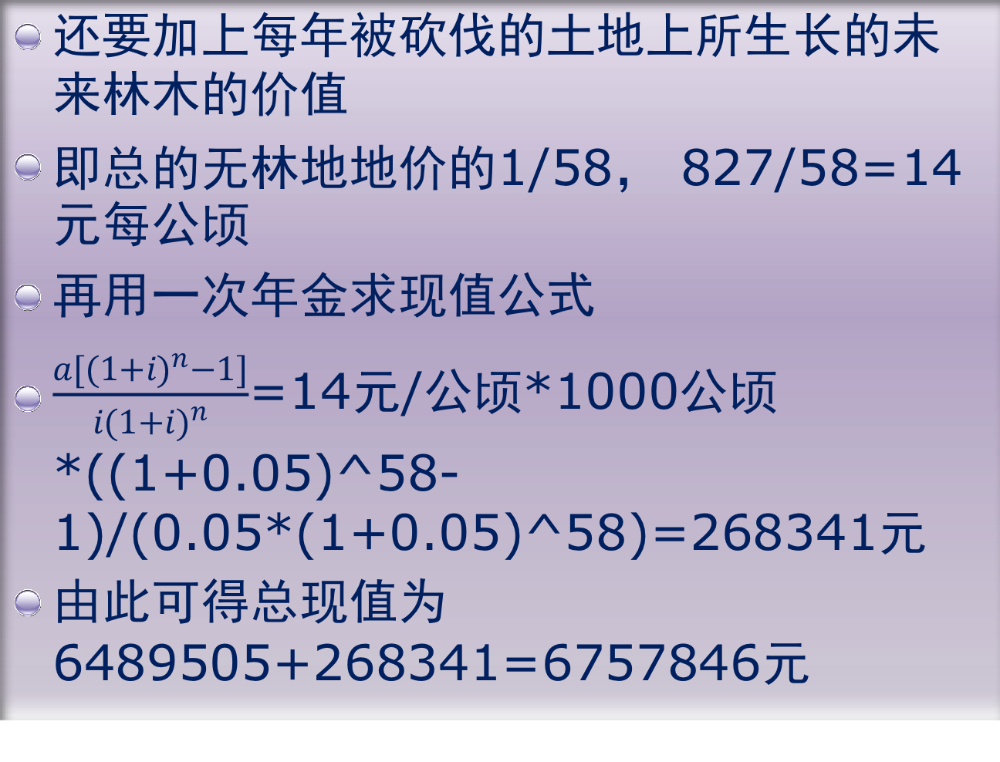 还要加上每年被砍伐的土地上所生长的未
来林木的价值
即总的无林地地价的1/58， 827/58=14
元每公顷
再用一次年金求现值公式
\frac{a[(1+i)^n-1]}{i(1+i)^n}=14元/公顷*1000公顷
*((1+0.05)^58-
1)/(0.05*(1+0.05)^58)=268341元
由此可得总现值为
6489505+268341=6757846元